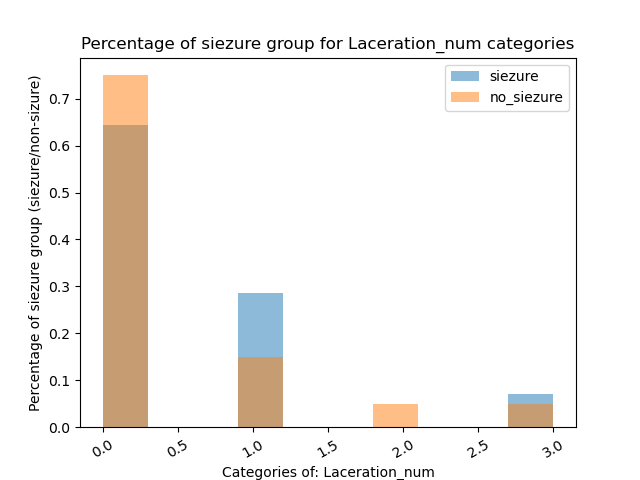 Percentage of siezure group for Laceration_num categories
siezure
no_siezure
Percentage of siezure group (siezure/non-sizure)
0.7
0.6
0.5
0.4
0.3
0.2
0.1
0.0
0.0 0.5 1.0 1.5 2.0 2.5 3.0
Categories of: Laceration_num